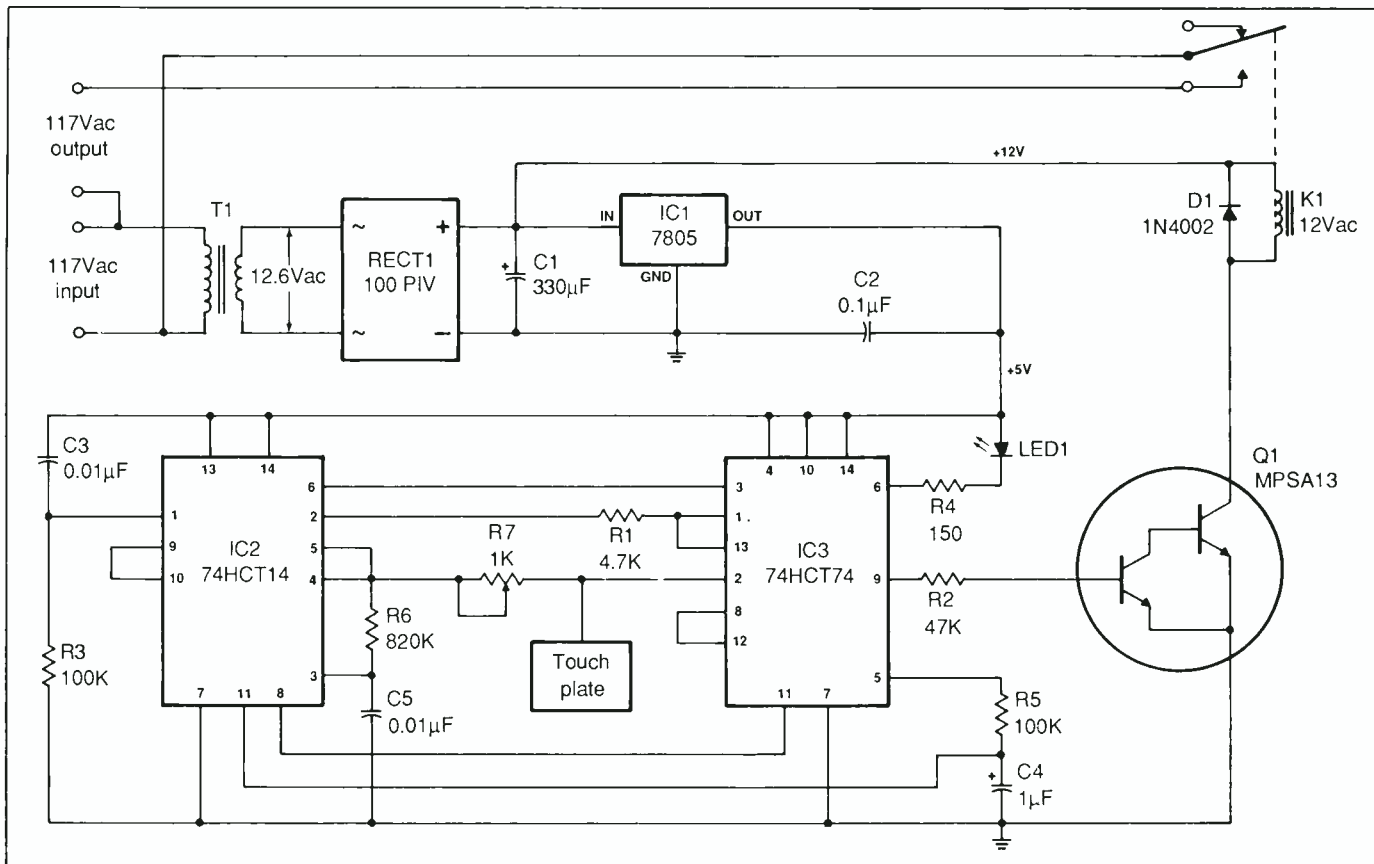 117Vac
output
117Vac
input
T1
12.6Vac
~
~
+
−
RECT1
100 PIV
C1
330µF
+
IN
IC1
7805
OUT
GND
C2
0.1µF
+12V
D1
1N4002
K1
12Vac
+5V
LED1
C3
0.01µF
13
14
1
9
10
IC2
74HCT14
6
2
5
4
3
7
11
8
R3
100K
R6
820K
C5
0.01µF
R7
1K
R1
4.7K
Touch
plate
4
10
14
3
1
13
2
8
12
IC3
74HCT74
6
9
5
11
7
R4
150
R2
47K
R5
100K
+
C4
1µF
Q1
MPSA13